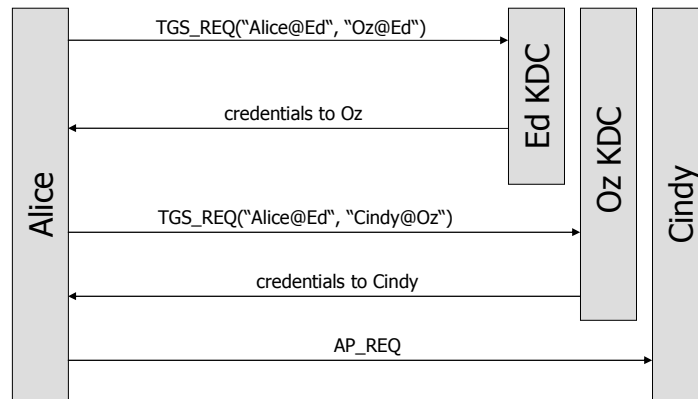 TGS_REQ("Alice@Ed“, “Oz@Ed“)
credentials to Oz
TGS_REQ(“Alice@Ed“, “Cindy@Oz“)
credentials to Cindy
AP_REQ
Alice
Ed KDC
Oz KDC
Cindy